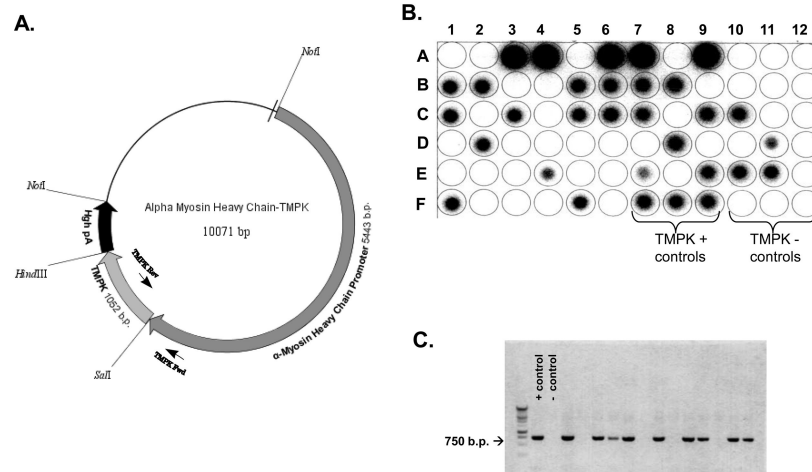 A.
NotI
NotI
Alpha Myosin Heavy Chain-TMPK
10071 bp
Hgh pA
HindIII
TMPK 1052 b.p.
TMPK Rev
SalI
TMPK Fwd
α-Myosin Heavy Chain Promoter 5443 b.p.
B.
1 2 3 4 5 6 7 8 9 10 11 12
A
B
C
D
E
F
TMPK +
controls
TMPK -
controls
C.
+ control
- control
750 b.p.